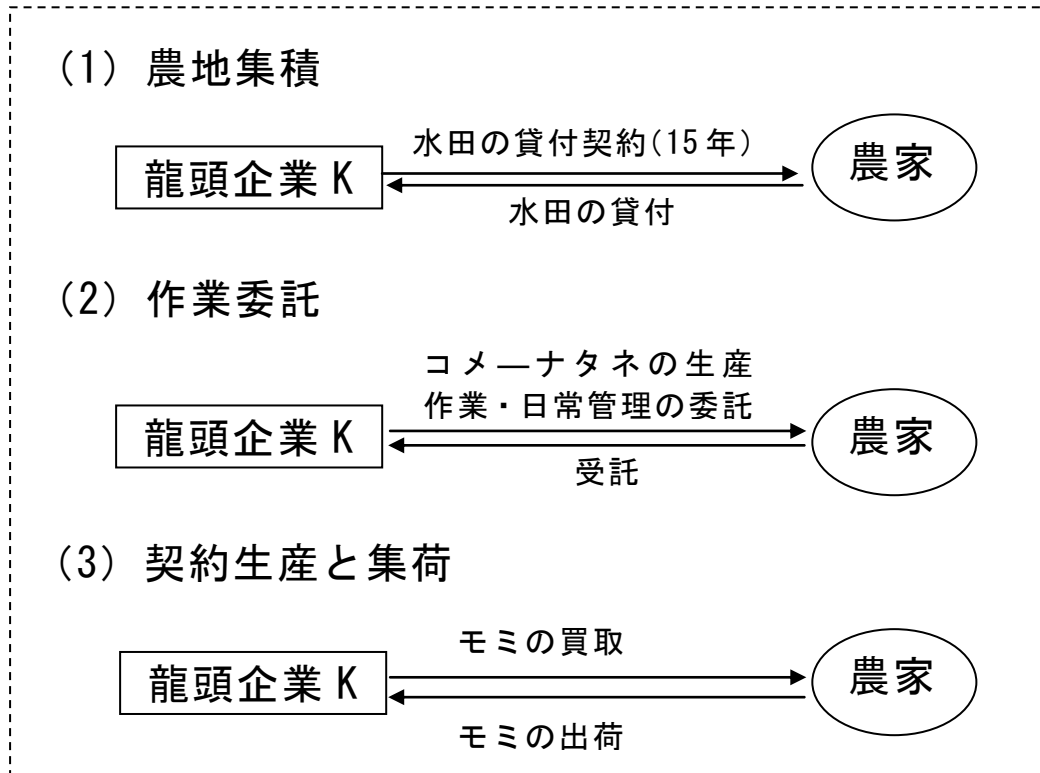 (1) 農地集積
水田の貸付契約(15年)
龍頭企業K
農家
水田の貸付
(2) 作業委託
コメ―ナタネの生産
作業・日常管理の委託
龍頭企業K
農家
受託
(3) 契約生産と集荷
モミの買取
龍頭企業K
農家
モミの出荷